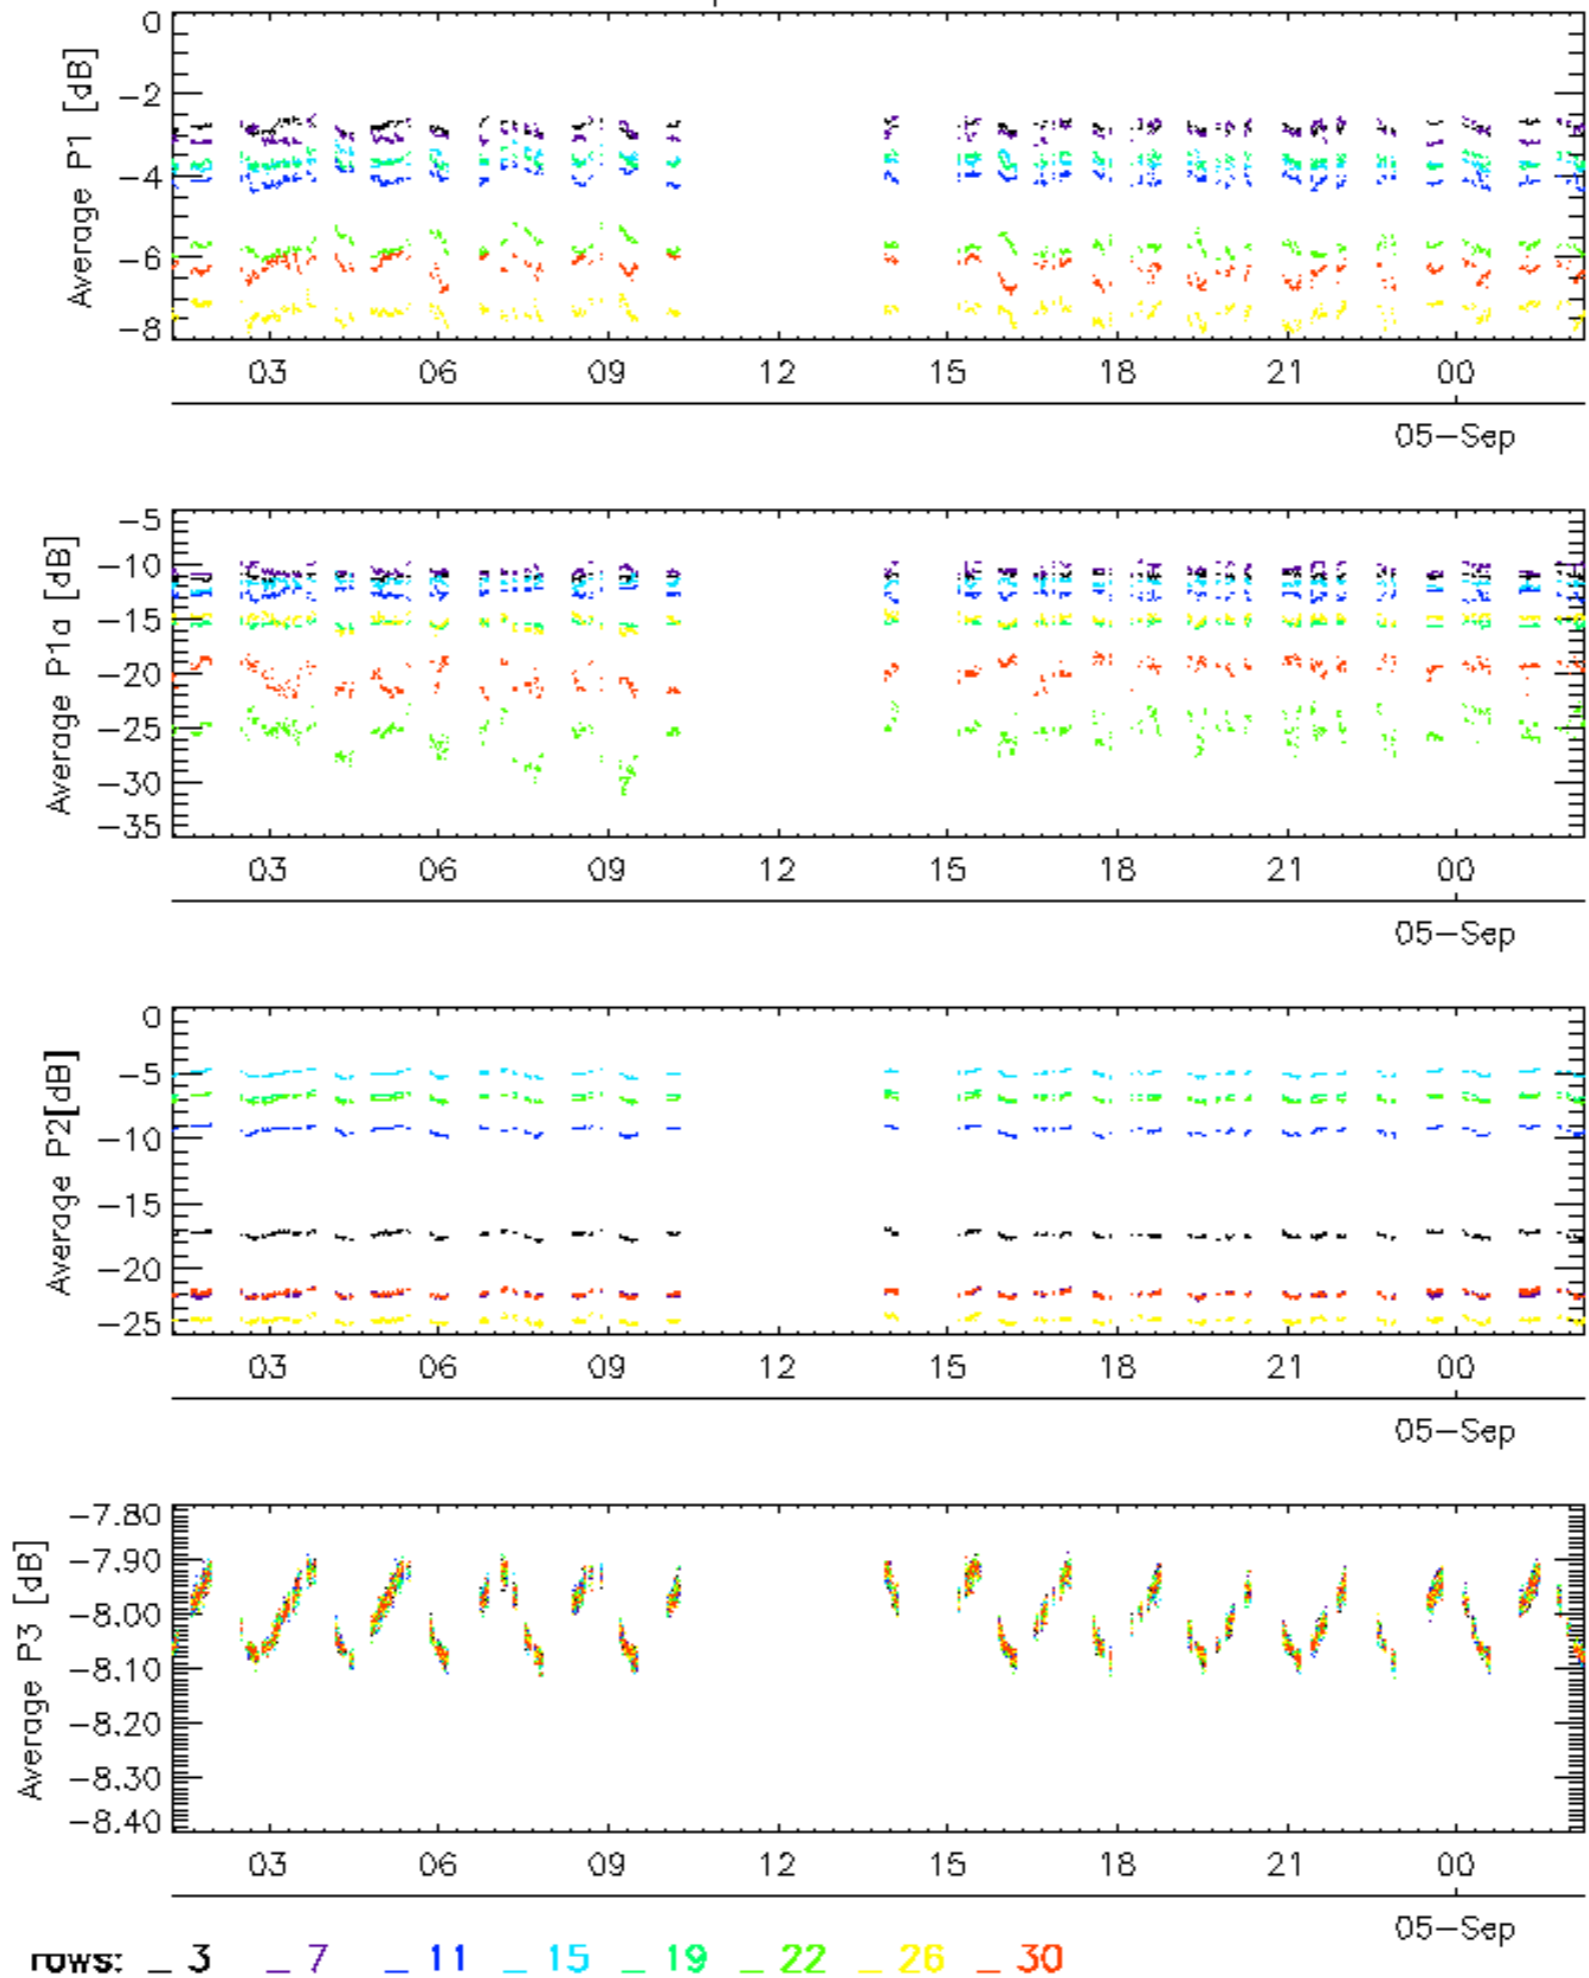 Average P1 [dB]
0
-2
-4
-6
-8
03 06 09 12 15 18 21 00
05-Sep
Average P1a [dB]
-5
-10
-15
-20
-25
-30
-35
03 06 09 12 15 18 21 00
05-Sep
Average P2[dB]
0
-5
-10
-15
-20
-25
03 06 09 12 15 18 21 00
05-Sep
Average P3 [dB]
-7.80
-7.90
-8.00
-8.10
-8.20
-8.30
-8.40
03 06 09 12 15 18 21 00
05-Sep
rows: _ 3 _ 7 _ 11 _ 15 _ 19 _ 22 _ 26 _ 30